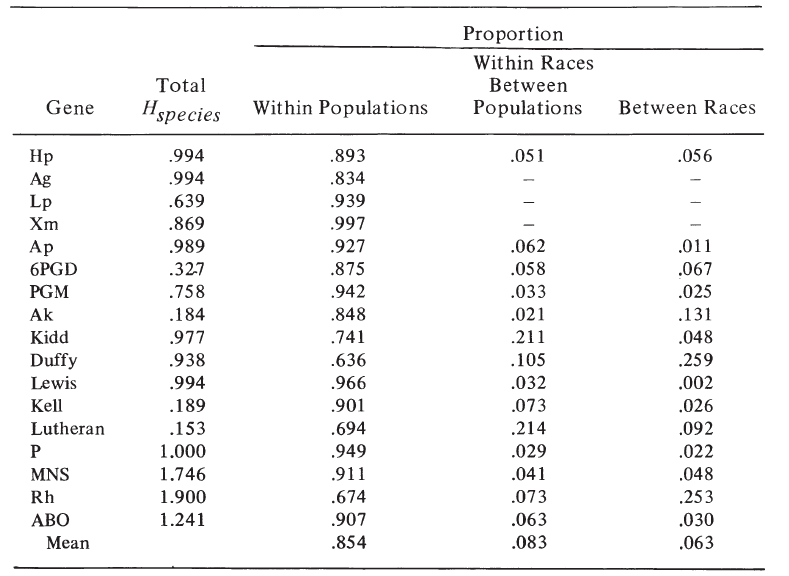 Proportion
Within Races
Total Between
Gene Hspecies Within Populations Populations Between Races
Hp .994 .893 .051 .056
Ag .994 .834 – –
Lp .639 .939 – –
Xm .869 .997 – –
Ap .989 .927 .062 .011
6PGD .327 .875 .058 .067
PGM .758 .942 .033 .025
Ak .184 .848 .021 .131
Kidd .977 .741 .211 .048
Duffy .938 .636 .105 .259
Lewis .994 .966 .032 .002
Kell .189 .901 .073 .026
Lutheran .153 .694 .214 .092
P 1.000 .949 .029 .022
MNS 1.746 .911 .041 .048
Rh 1.900 .674 .073 .253
ABO 1.241 .907 .063 .030
Mean .854 .083 .063